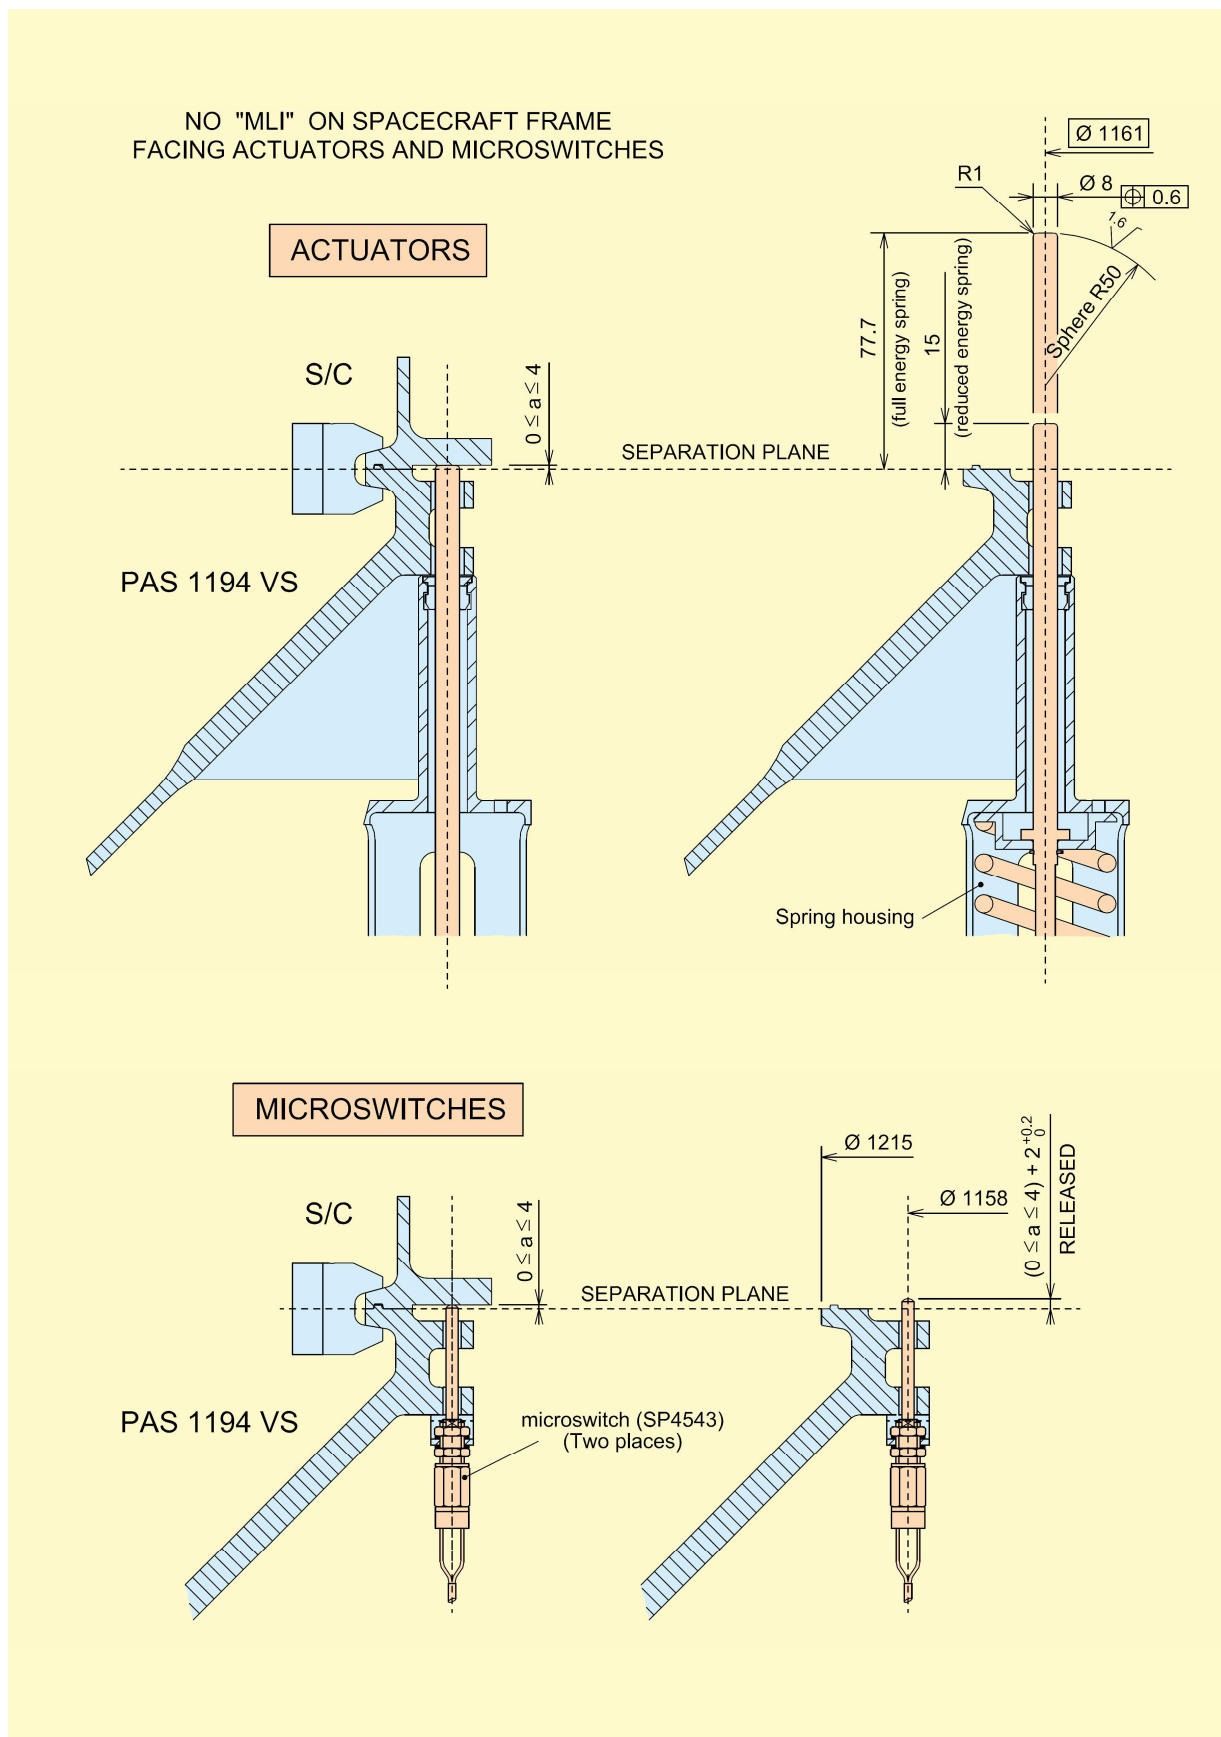 NO "MLI" ON SPACECRAFT FRAME
FACING ACTUATORS AND MICROSWITCHES
Ø 1161
R1
Ø 8
0.6
1.6
ACTUATORS
77.7
(full energy spring)
15
(reduced energy spring)
Sphere R50
S/C
0 ≤ a ≤ 4
SEPARATION PLANE
PAS 1194 VS
Spring housing
MICROSWITCHES
Ø 1215
Ø 1158
(0 ≤ a ≤ 4) + 2 +0.2 0
RELEASED
S/C
0 ≤ a ≤ 4
SEPARATION PLANE
PAS 1194 VS
microswitch (SP4543)
(Two places)